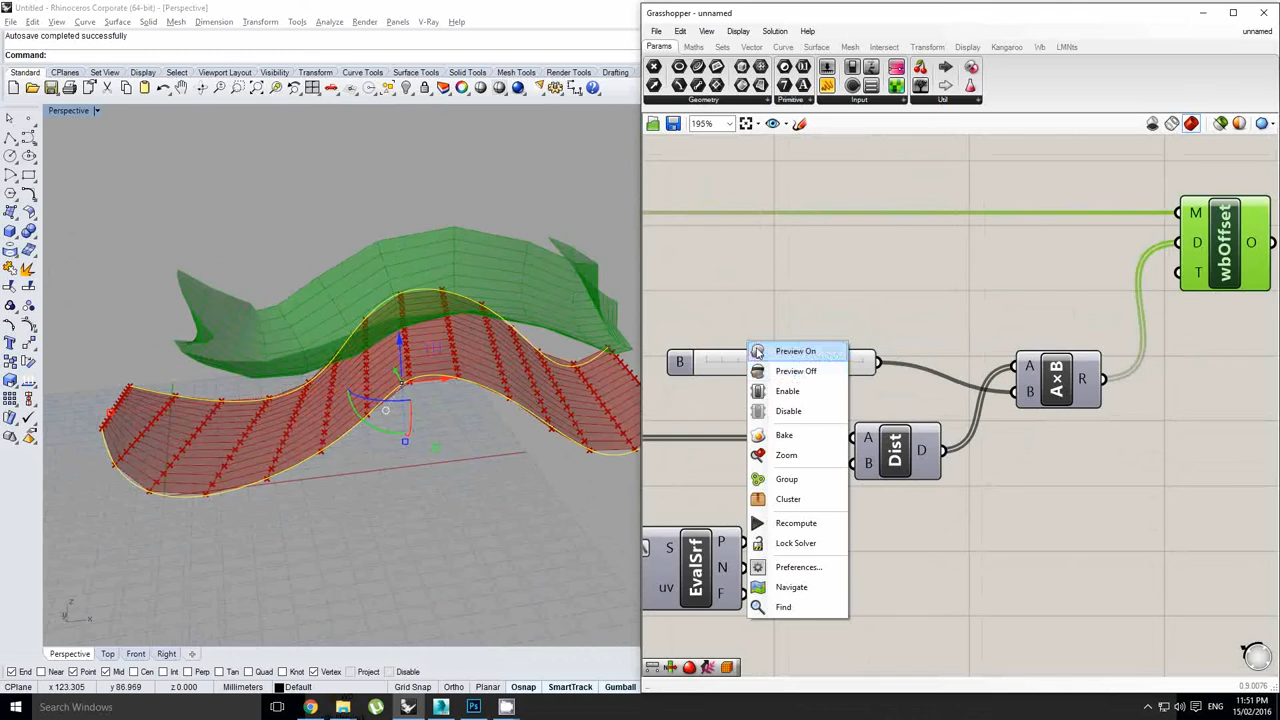 Untitled - Rhinoceros Corporate (64-bit) - [Perspective]
File Edit View Curve Surface Solid Mesh Dimension Transform Tools Analyze Render Panels V-Ray Help
Autosave completed successfully
Command:
Standard CPlanes Set View Display Select Viewport Layout Visibility Transform Curve Tools Surface Tools Solid Tools Mesh Tools Render Tools Drafting
Perspective
z
y
x
Perspective Top Front Right
End Near Point Mid Cen Int Perp Tan Quad Knot Vertex Project Disable
CPlane x 123.305 y 86.969 z 0.000 Millimeters Default Grid Snap Ortho Planar Osnap SmartTrack Gumball
Grasshopper - unnamed
File Edit View Display Solution Help
unnamed
Params Maths Sets Vector Curve Surface Mesh Intersect Transform Display Kangaroo Wb LMNts
Geometry Primitive Input Util
195%
M
D
T
wbOffset
O
B
A
B
A×B
R
A
B
Dist
D
S
uv
EvalSrf
P
N
F
Preview On
Preview Off
Enable
Disable
Bake
Zoom
Group
Cluster
Recompute
Lock Solver
Preferences...
Navigate
Find
0.9.0076
Search Windows
11:51 PM
15/02/2016